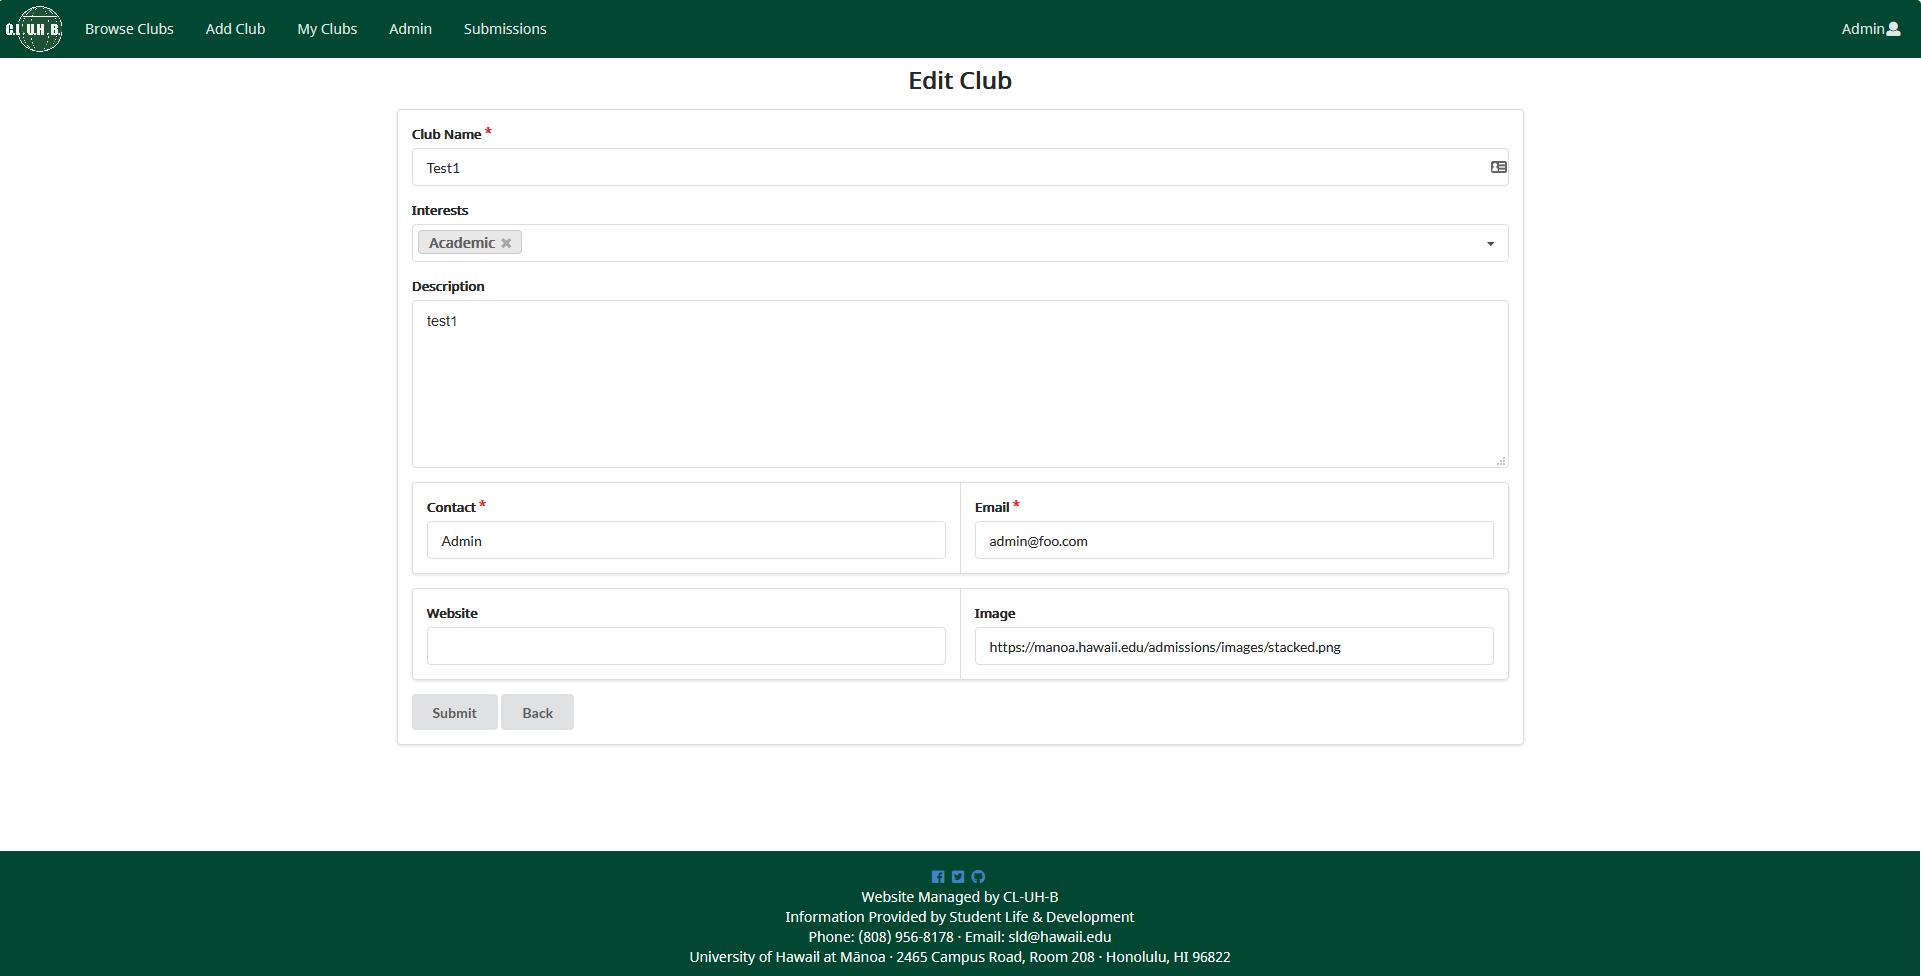 C.L.U.H.B. Browse Clubs Add Club My Clubs Admin Submissions Admin
Edit Club
Club Name *
Test1
Interests
Academic
Description
test1
Contact * Email *
Admin admin@foo.com
Website Image
https://manoa.hawaii.edu/admissions/images/stacked.png
Submit Back
Website Managed by CL-UH-B
Information Provided by Student Life & Development
Phone: (808) 956-8178 · Email: sld@hawaii.edu
University of Hawaii at Mānoa · 2465 Campus Road, Room 208 · Honolulu, HI 96822